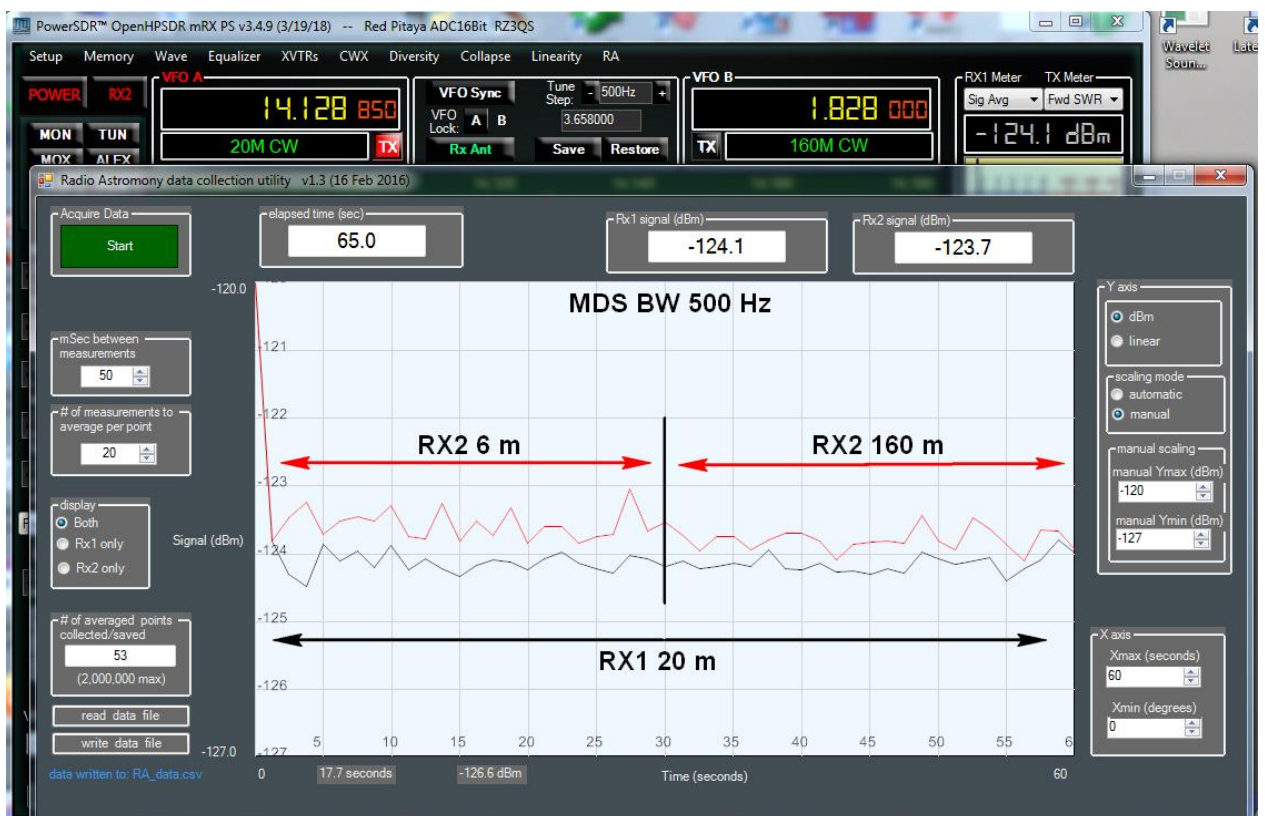 PowerSDR™ OpenHPSDR mRX PS v3.4.9 (3/19/18) -- Red Pitaya ADC16Bit RZ3QS
Wavelet
Soun...
Setup Memory Wave Equalizer XVTRs CWX Diversity Collapse Linearity RA
POWER RX2
MON TUN
MOX ALEX
VFO A
14.128 850
20M CW TX
VFO Sync
Tune
Step: - 500Hz +
VFO
Lock: A B
3.658000
Rx Ant Save Restore
VFO B
1.828 000
TX 160M CW
RX1 Meter TX Meter
Sig Avg Fwd SWR
-124.1 dBm
Radio Astromony data collection utility v1.3 (16 Feb 2016)
Acquire Data
Start
elapsed time (sec)
65.0
Rx1 signal (dBm)
-124.1
Rx2 signal (dBm)
-123.7
mSec between
measurements
50
# of measurements to
average per point
20
display
Both
Rx1 only
Rx2 only
# of averaged points
collected/saved
53
(2,000,000 max)
read data file
write data file
data written to: RA_data.csv
-120.0
Signal (dBm)
-127.0
MDS BW 500 Hz
-121
-122
RX2 6 m
RX2 160 m
-123
-124
-125
RX1 20 m
-126
-127
5 10 15 20 25 30 35 40 45 50 55 6
0 17.7 seconds -126.6 dBm Time (seconds) 60
Y axis
dBm
linear
scaling mode
automatic
manual
manual scaling
manual Ymax (dBm)
-120
manual Ymin (dBm)
-127
X axis
Xmax (seconds)
60
Xmin (degrees)
0